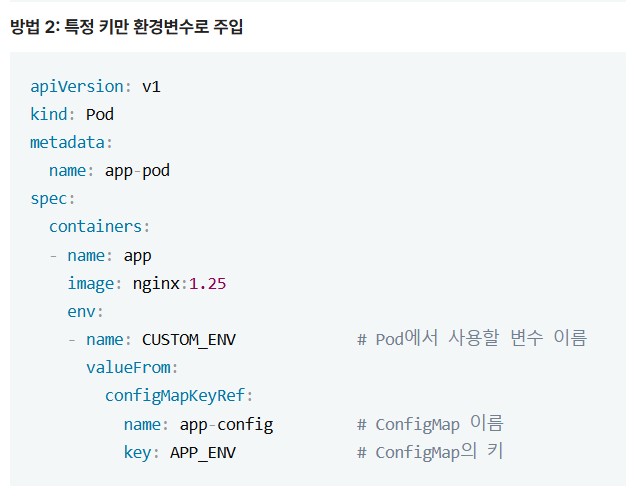 방법 2: 특정 키만 환경변수로 주입
apiVersion: v1
kind: Pod
metadata:
  name: app-pod
spec:
  containers:
  - name: app
    image: nginx:1.25
    env:
    - name: CUSTOM_ENV             # Pod에서 사용할 변수 이름
      valueFrom:
        configMapKeyRef:
          name: app-config         # ConfigMap 이름
          key: APP_ENV             # ConfigMap의 키